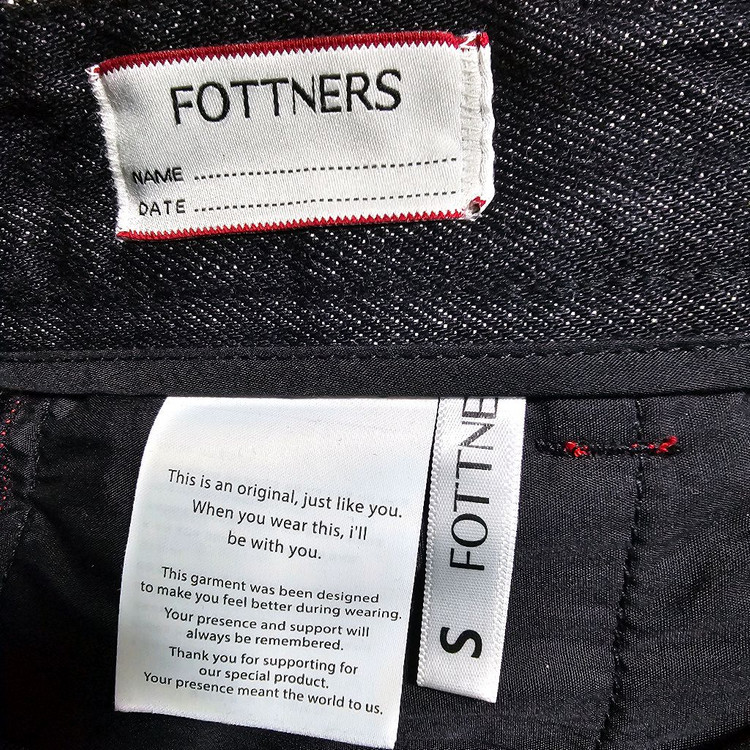 FOTTNERS
NAME
DATE
This is an original, just like you.
When you wear this, i'll
be with you.
This garment was been designed
to make you feel better during wearing.
Your presence and support will
always be remembered.
Thank you for supporting for
our special product.
Your presence meant the world to us.
FOTTNE
S